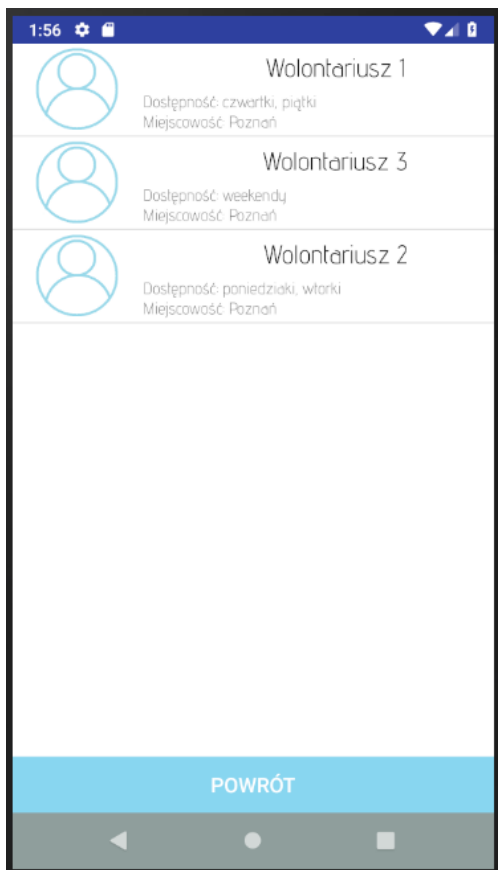 1:56
Wolontariusz 1
Dostępność: czwartki, piątki
Miejscowość: Poznań
Wolontariusz 3
Dostępność: weekendy
Miejscowość: Poznań
Wolontariusz 2
Dostępność: poniedziałki, wtorki
Miejscowość: Poznań
POWRÓT